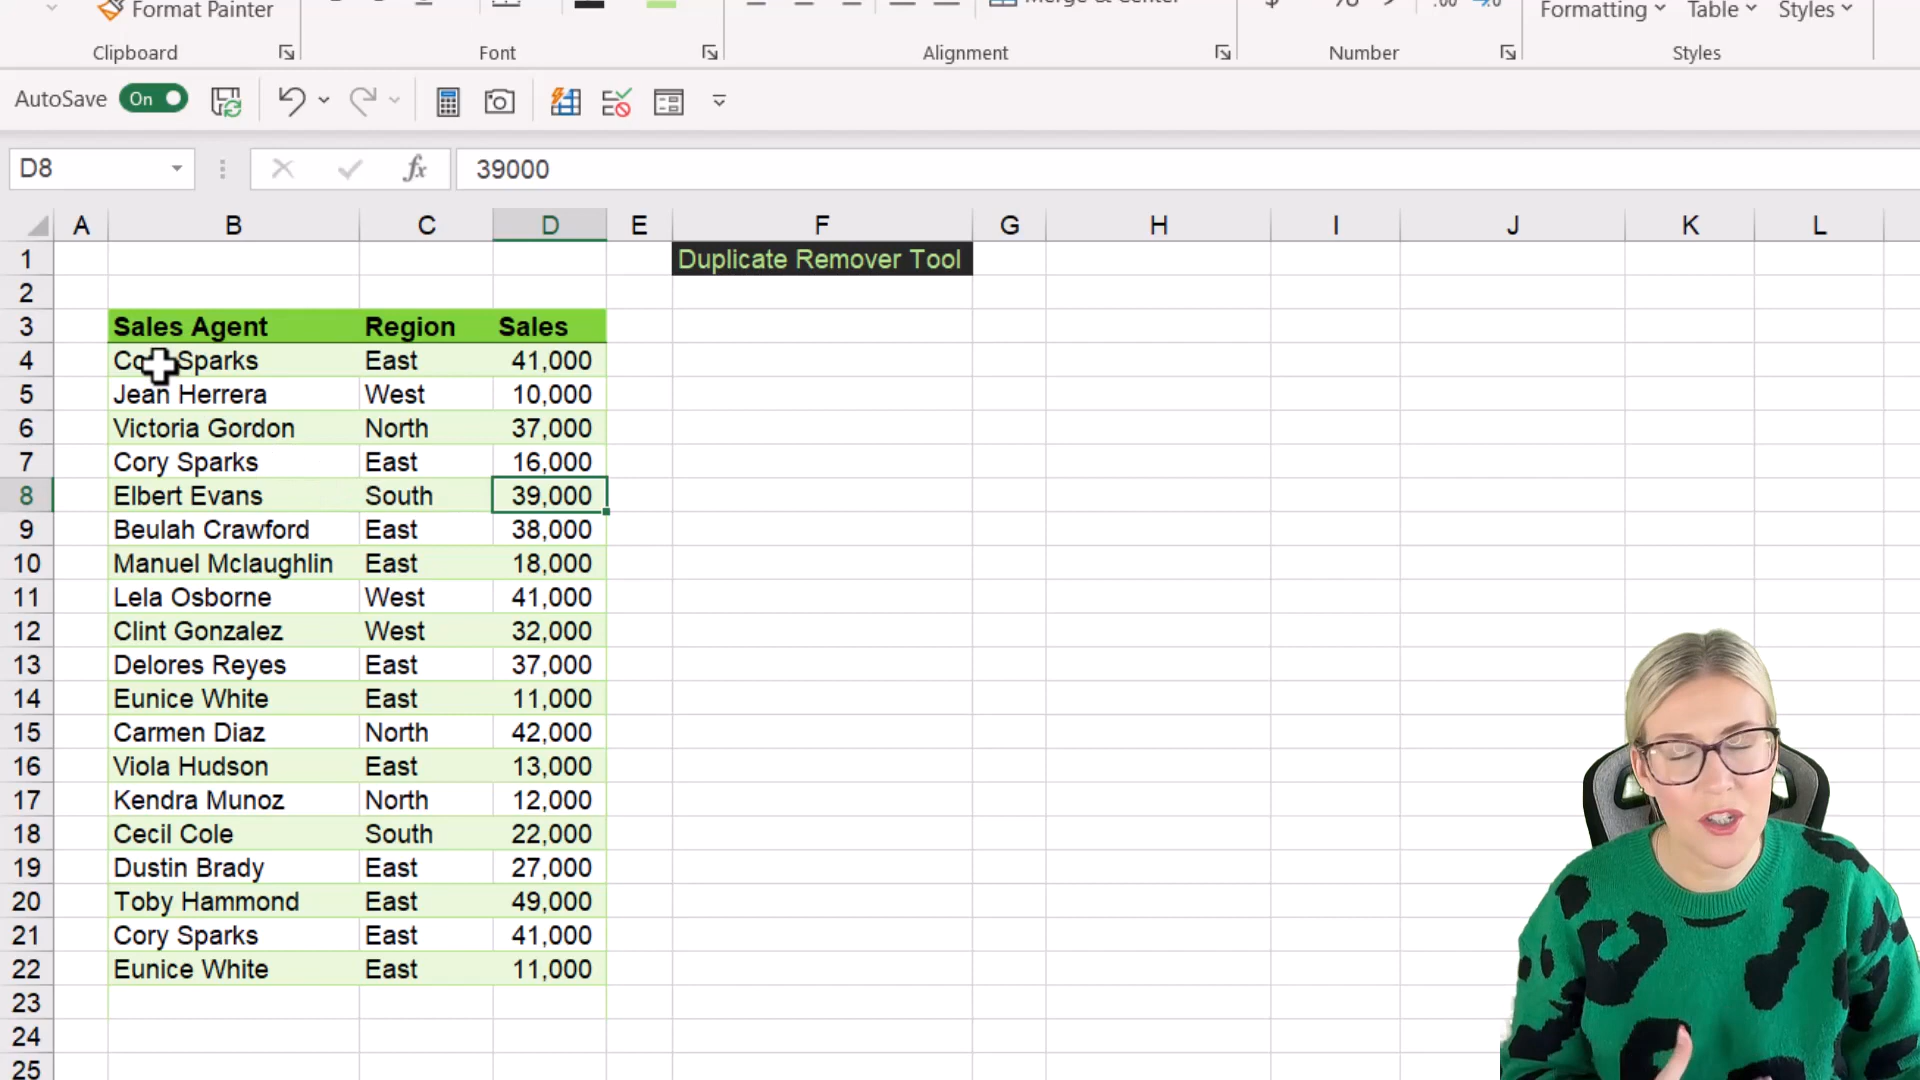 Format Painter
Merge & Center
Formatting Table Styles
Clipboard Font Alignment Number Styles
AutoSave On
D8 fx 39000
A B C D E F G H I J K L
1 Duplicate Remover Tool
2
3 Sales Agent Region Sales
4 Sparks East 41,000
5 Jean Herrera West 10,000
6 Victoria Gordon North 37,000
7 Cory Sparks East 16,000
8 Elbert Evans South 39,000
9 Beulah Crawford East 38,000
10 Manuel Mclaughlin East 18,000
11 Lela Osborne West 41,000
12 Clint Gonzalez West 32,000
13 Delores Reyes East 37,000
14 Eunice White East 11,000
15 Carmen Diaz North 42,000
16 Viola Hudson East 13,000
17 Kendra Munoz North 12,000
18 Cecil Cole South 22,000
19 Dustin Brady East 27,000
20 Toby Hammond East 49,000
21 Cory Sparks East 41,000
22 Eunice White East 11,000
23
24
25